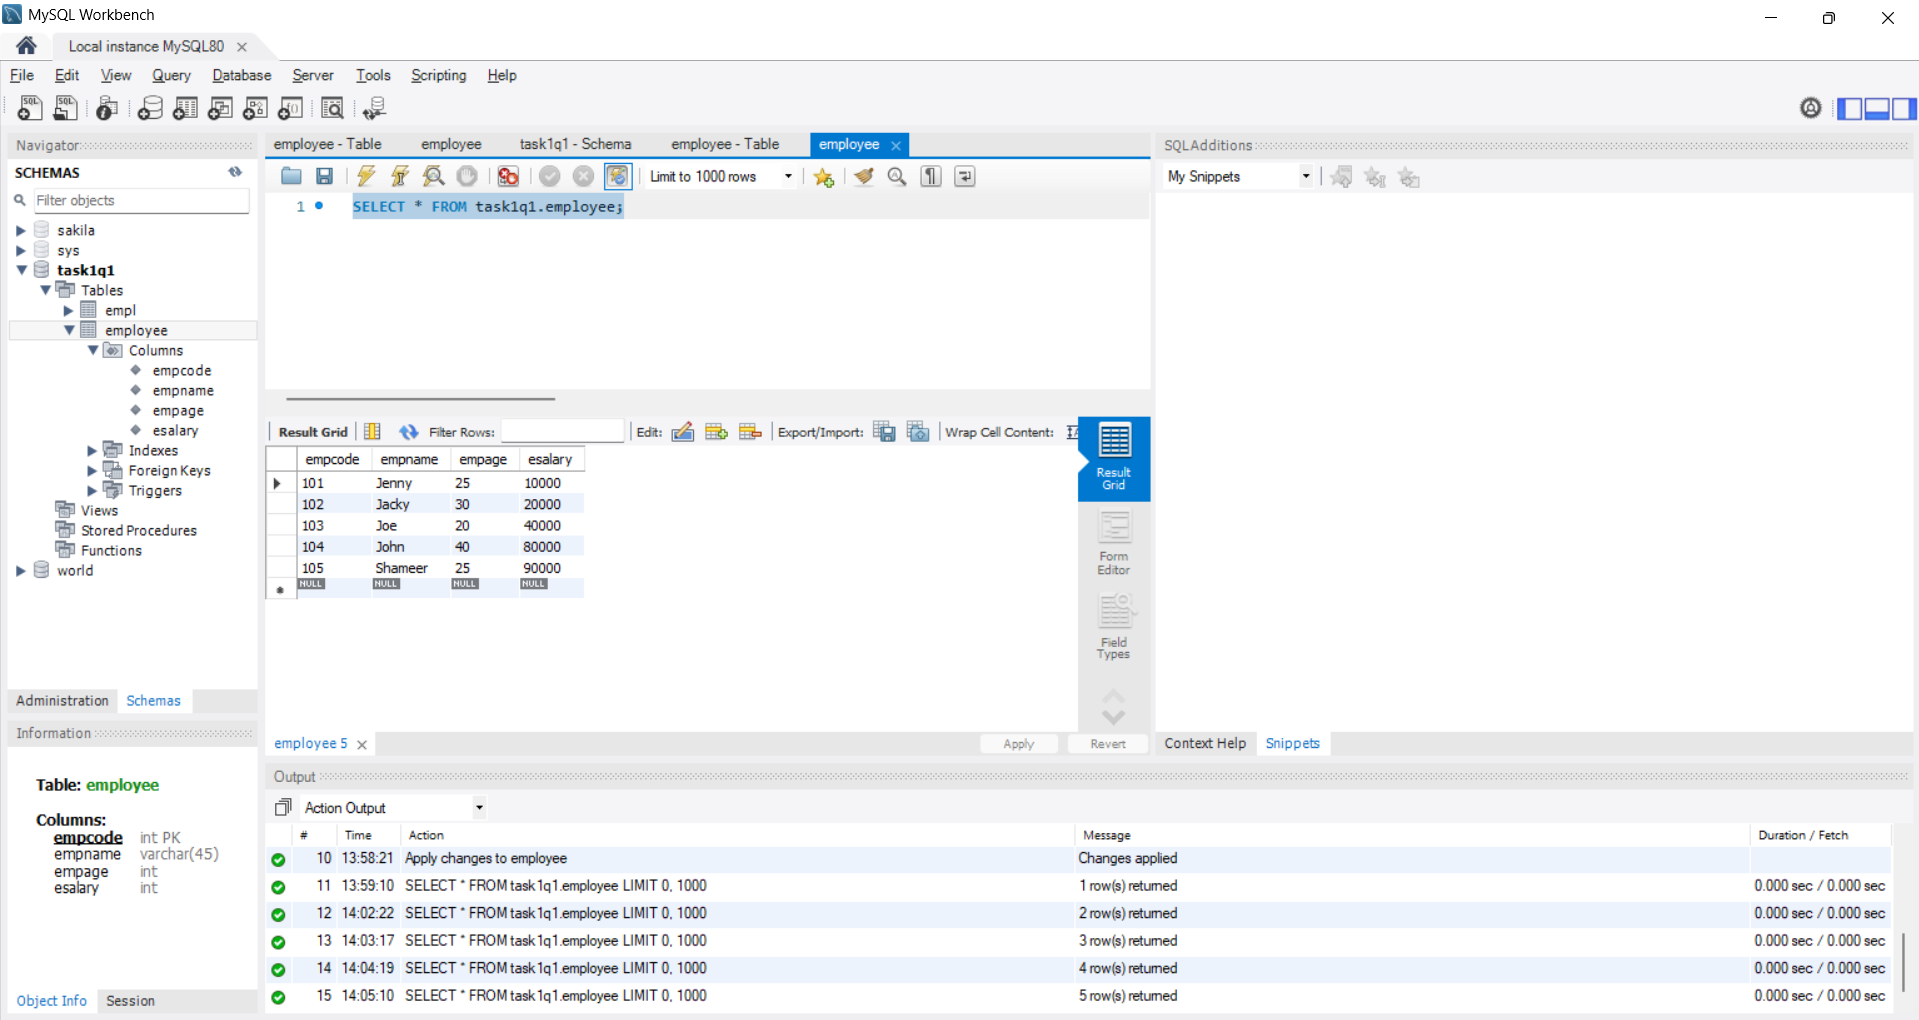 MySQL Workbench
Local instance MySQL80
File Edit View Query Database Server Tools Scripting Help
Navigator
SCHEMAS
Filter objects
sakila
sys
task1q1
Tables
empl
employee
Columns
empcode
empname
empage
esalary
Indexes
Foreign Keys
Triggers
Views
Stored Procedures
Functions
world
Administration Schemas
Information
Table: employee
Columns:
empcode int PK
empname varchar(45)
empage int
esalary int
Object Info Session
employee - Table employee task1q1 - Schema employee - Table employee
Limit to 1000 rows
1 SELECT * FROM task1q1.employee;
Result Grid Filter Rows: Edit: Export/Import: Wrap Cell Content:
empcode empname empage esalary
101 Jenny 25 10000
102 Jacky 30 20000
103 Joe 20 40000
104 John 40 80000
105 Shameer 25 90000
NULL NULL NULL NULL
Result
Grid
Form
Editor
Field
Types
employee 5 Apply Revert
SQLAdditions
My Snippets
Context Help Snippets
Output
Action Output
# Time Action Message Duration / Fetch
10 13:58:21 Apply changes to employee Changes applied
11 13:59:10 SELECT * FROM task1q1.employee LIMIT 0, 1000 1 row(s) returned 0.000 sec / 0.000 sec
12 14:02:22 SELECT * FROM task1q1.employee LIMIT 0, 1000 2 row(s) returned 0.000 sec / 0.000 sec
13 14:03:17 SELECT * FROM task1q1.employee LIMIT 0, 1000 3 row(s) returned 0.000 sec / 0.000 sec
14 14:04:19 SELECT * FROM task1q1.employee LIMIT 0, 1000 4 row(s) returned 0.000 sec / 0.000 sec
15 14:05:10 SELECT * FROM task1q1.employee LIMIT 0, 1000 5 row(s) returned 0.000 sec / 0.000 sec